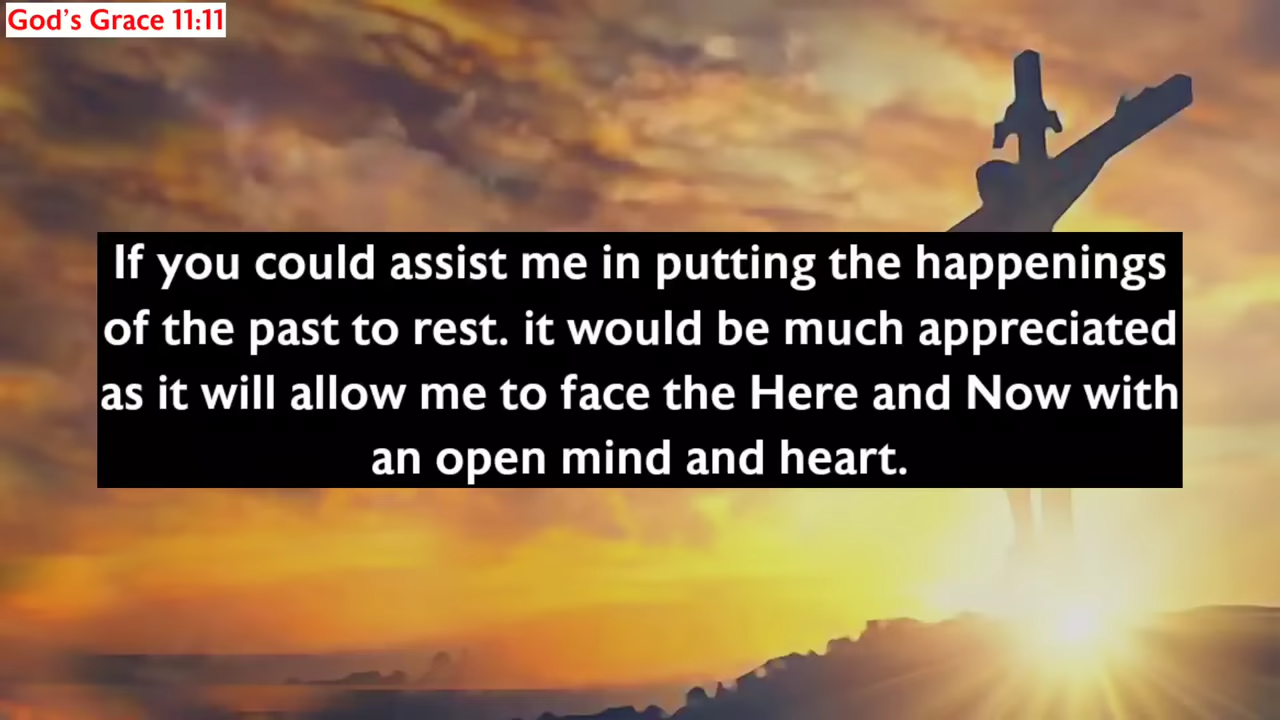 God's Grace 11:11
If you could assist me in putting the happenings
of the past to rest. it would be much appreciated
as it will allow me to face the Here and Now with
an open mind and heart.